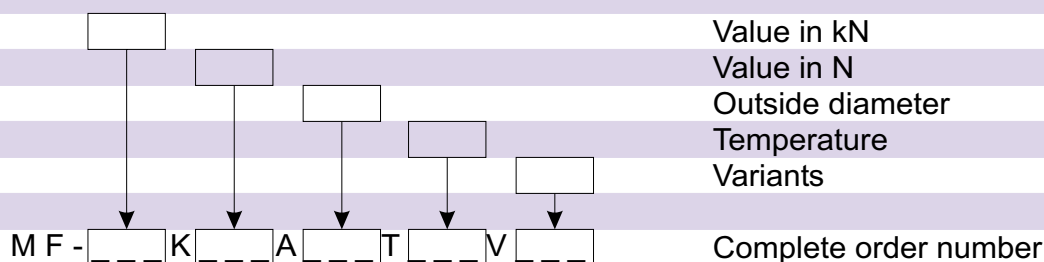 Value in kN
Value in N
Outside diameter
Temperature
Variants
M F - _ _ _ K _ _ _ A _ _ _ T _ _ _ V _ _ _ Complete order number